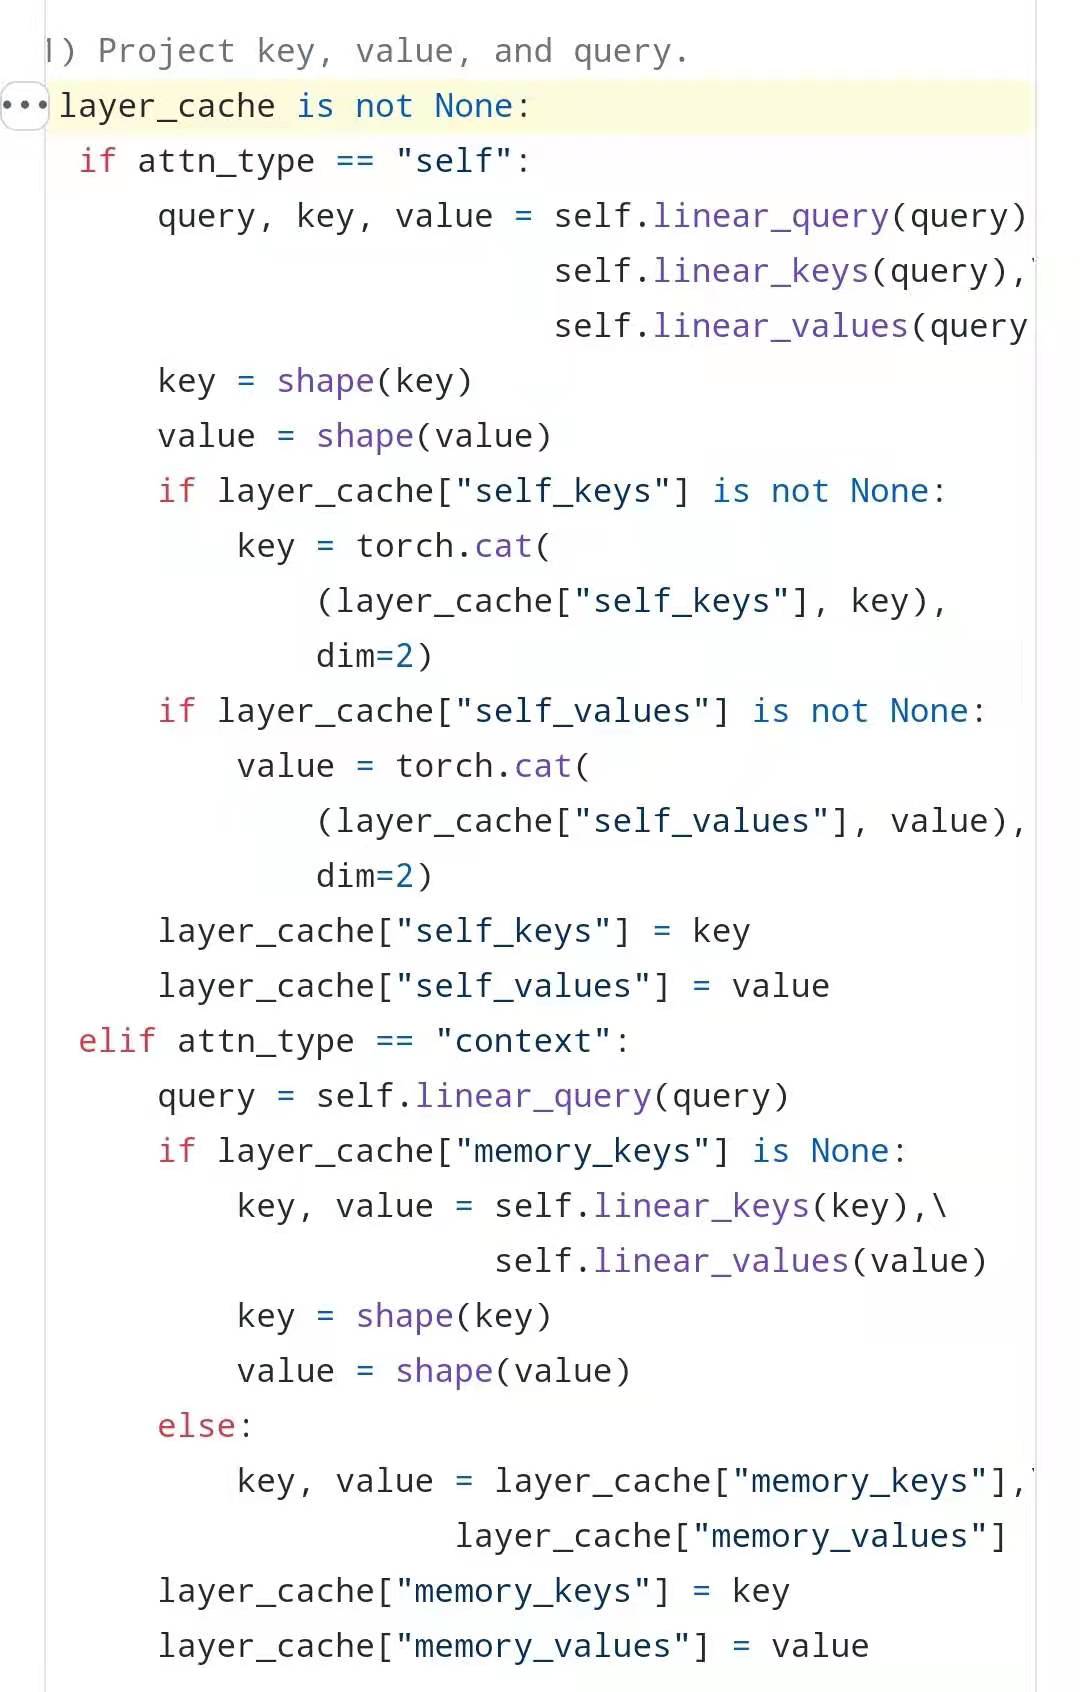 1) Project key, value, and query.
layer_cache is not None:
if attn_type == "self":
query, key, value = self.linear_query(query)
self.linear_keys(query),\
self.linear_values(query
key = shape(key)
value = shape(value)
if layer_cache["self_keys"] is not None:
key = torch.cat(
(layer_cache["self_keys"], key),
dim=2)
if layer_cache["self_values"] is not None:
value = torch.cat(
(layer_cache["self_values"], value),
dim=2)
layer_cache["self_keys"] = key
layer_cache["self_values"] = value
elif attn_type == "context":
query = self.linear_query(query)
if layer_cache["memory_keys"] is None:
key, value = self.linear_keys(key),\
self.linear_values(value)
key = shape(key)
value = shape(value)
else:
key, value = layer_cache["memory_keys"],\
layer_cache["memory_values"]
layer_cache["memory_keys"] = key
layer_cache["memory_values"] = value